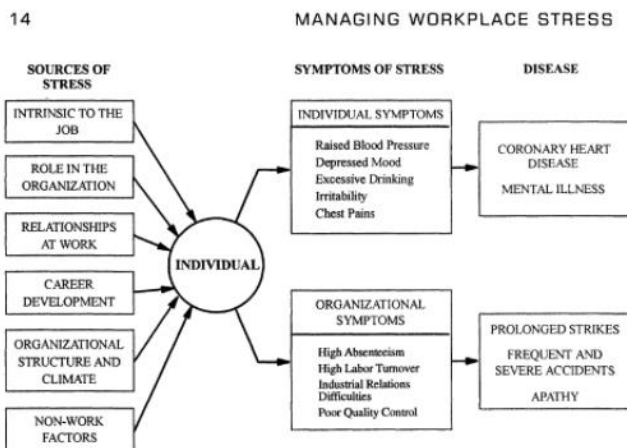 14
MANAGING WORKPLACE STRESS
SOURCES OF
STRESS
SYMPTOMS OF STRESS
DISEASE
INTRINSIC TO THE
JOB
ROLE IN THE
ORGANIZATION
RELATIONSHIPS
AT WORK
CAREER
DEVELOPMENT
ORGANIZATIONAL
STRUCTURE AND
CLIMATE
NON-WORK
FACTORS
INDIVIDUAL
INDIVIDUAL SYMPTOMS
Raised Blood Pressure
Depressed Mood
Excessive Drinking
Irritability
Chest Pains
CORONARY HEART
DISEASE
MENTAL ILLNESS
ORGANIZATIONAL
SYMPTOMS
High Absenteeism
High Labor Turnover
Industrial Relations
Difficulties
Poor Quality Control
PROLONGED STRIKES
FREQUENT AND
SEVERE ACCIDENTS
APATHY